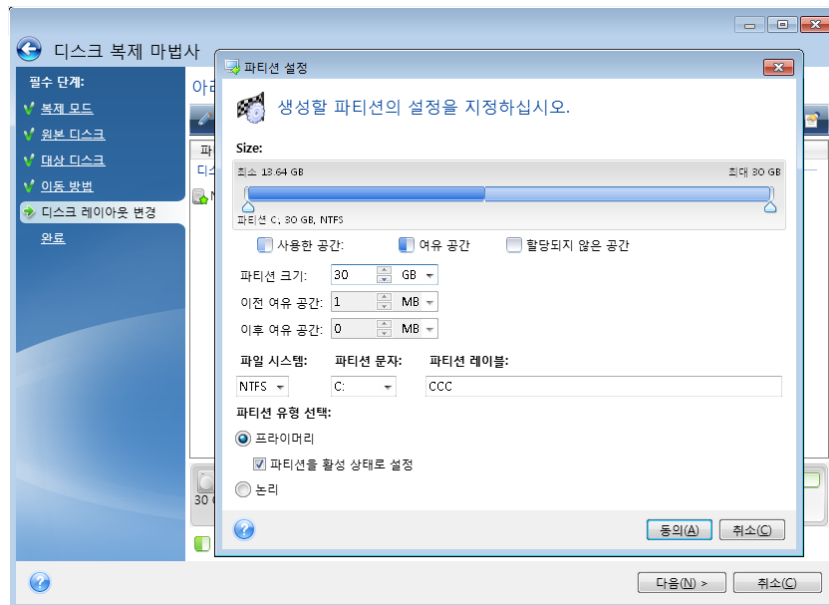 디스크 복제 마법사
필수 단계:
복제 모드
원본 디스크
대상 디스크
이동 방법
디스크 레이아웃 변경
완료
파티션 설정
생성할 파티션의 설정을 지정하십시오.
Size:
최소 13.64 GB 최대 30 GB
파티션 C; 30 GB, NTFS
사용한 공간: 여유 공간 할당되지 않은 공간
파티션 크기: 30 GB
이전 여유 공간: 1 MB
이후 여유 공간: 0 MB
파일 시스템: 파티션 문자: 파티션 레이블:
NTFS C: CCC
파티션 유형 선택:
프라이머리
파티션을 활성 상태로 설정
논리
30
동의(A) 취소(C)
다음(N) > 취소(C)